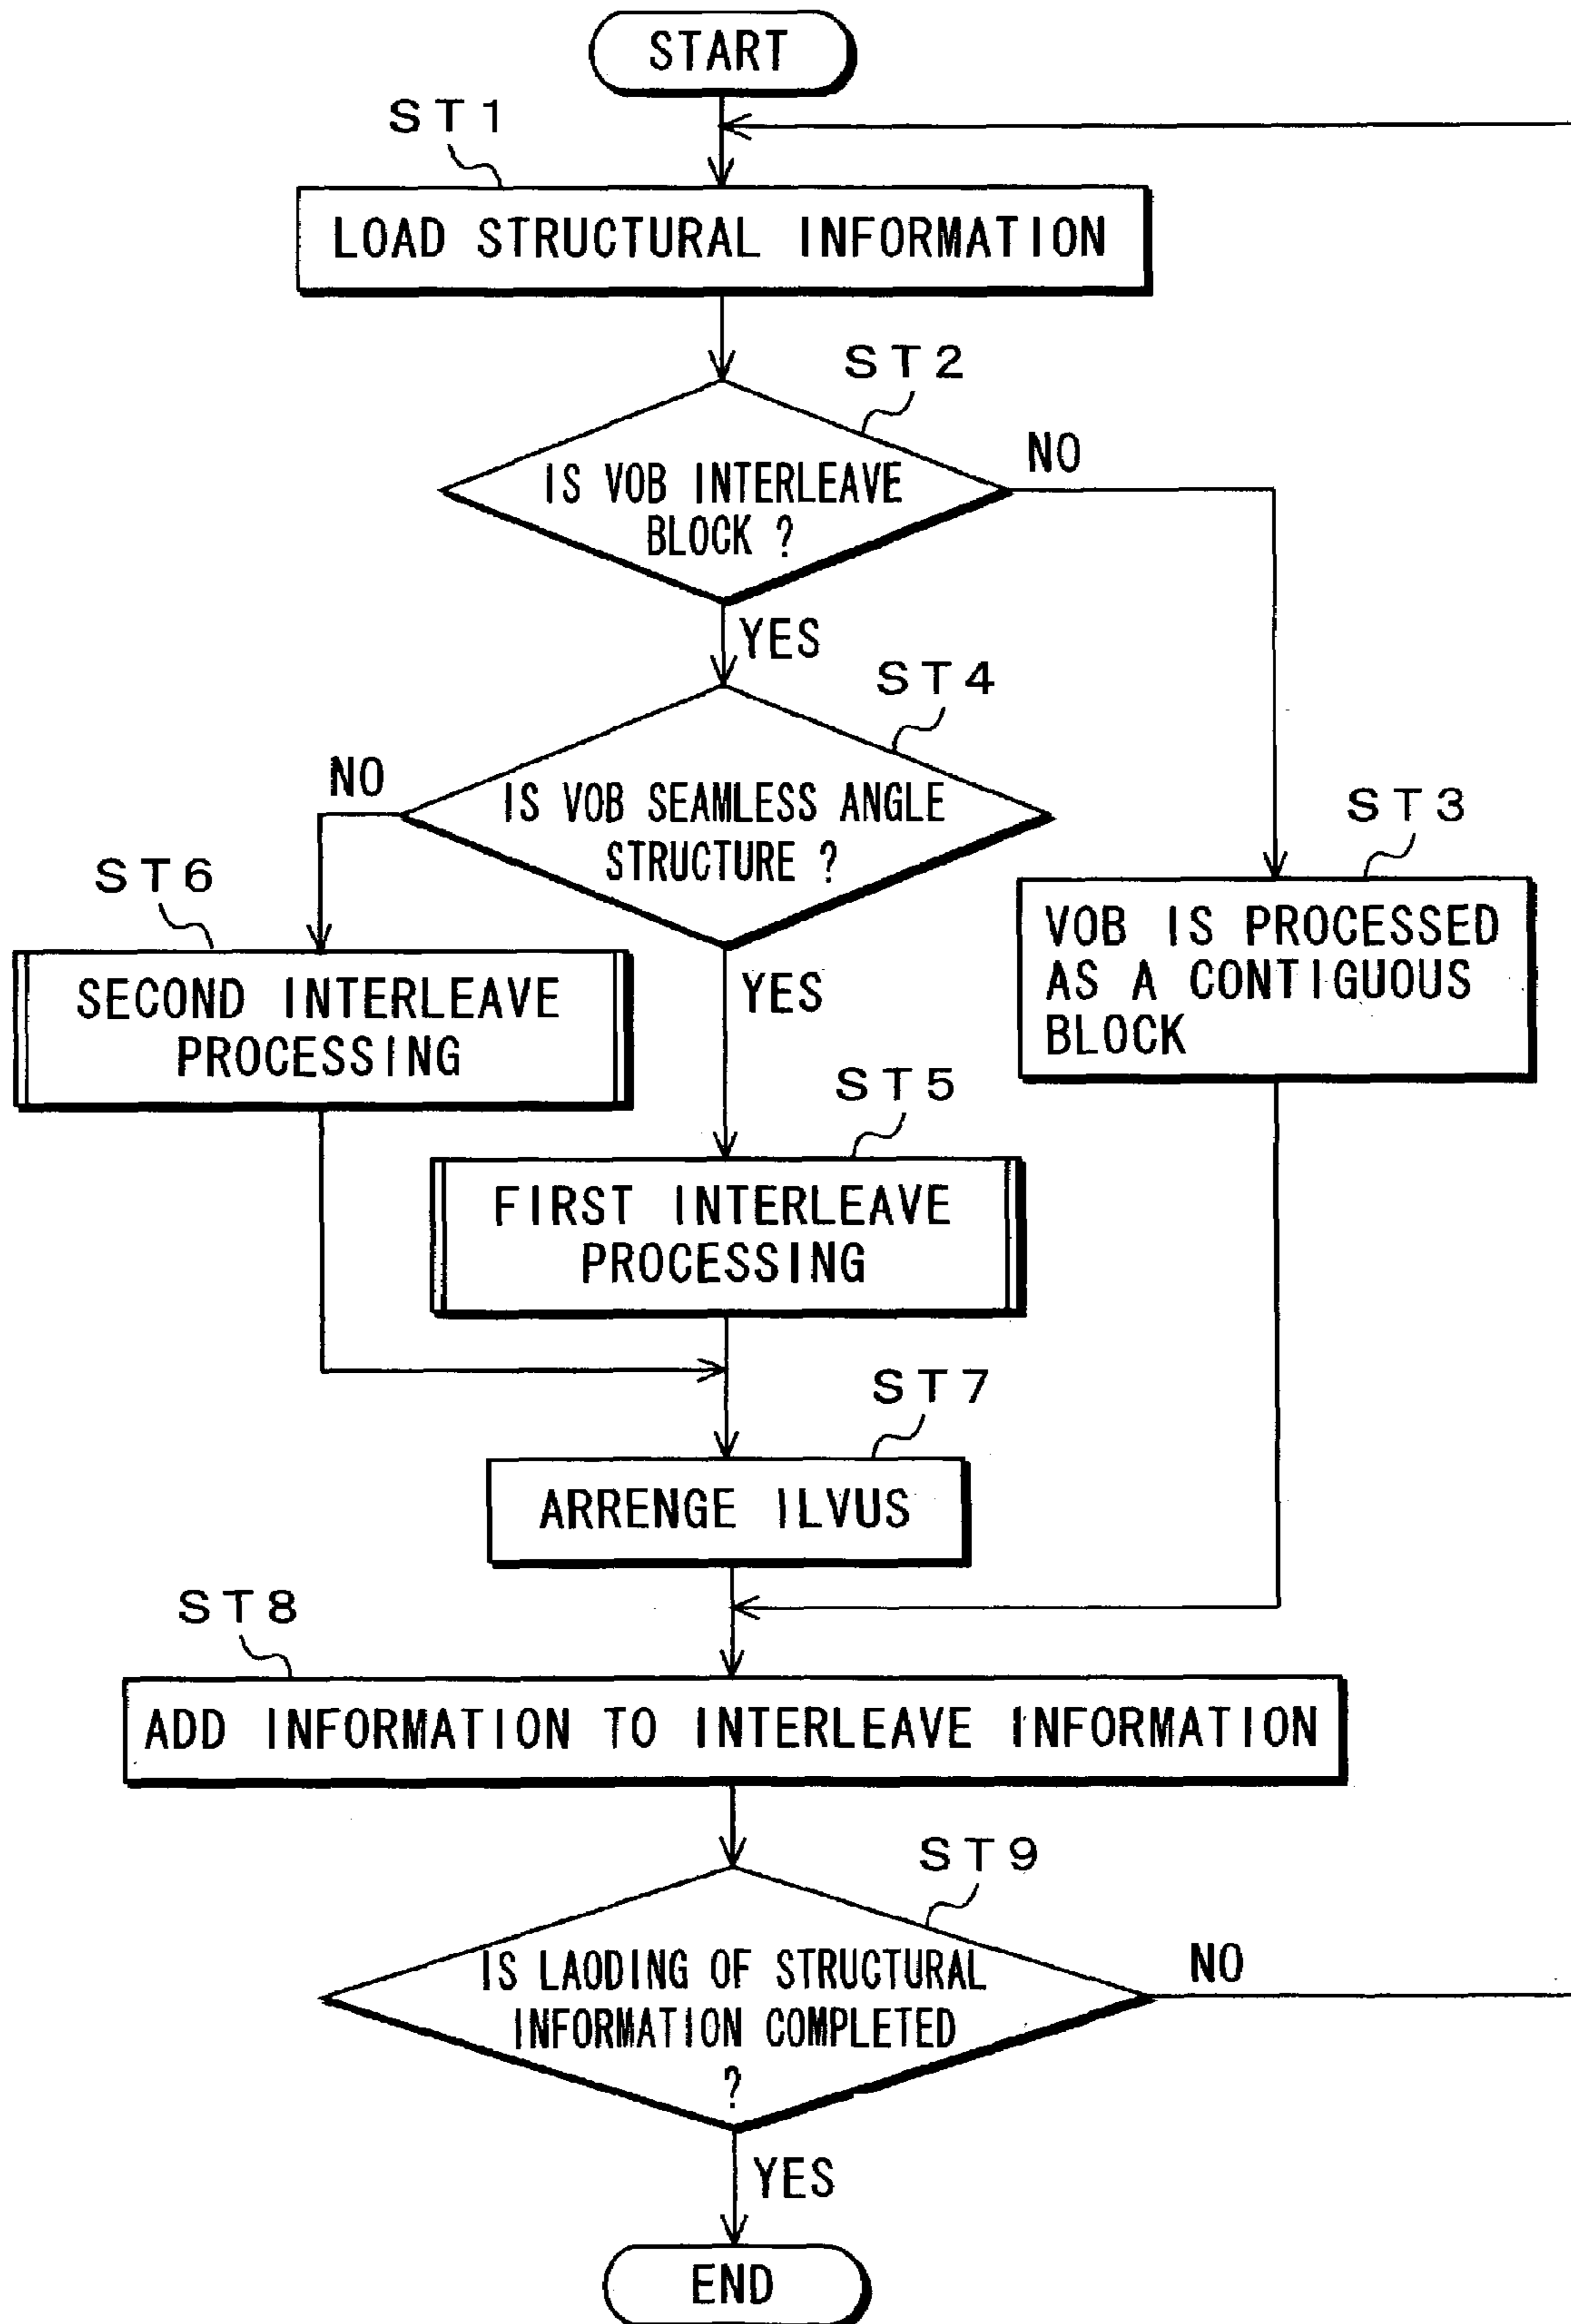 START
ST1
LOAD STRUCTURAL INFORMATION
ST2
IS VOB INTERLEAVE
BLOCK ?
NO
YES
ST4
IS VOB SEAMLESS ANGLE
STRUCTURE ?
NO
YES
ST3
VOB IS PROCESSED
AS A CONTIGUOUS
BLOCK
ST6
SECOND INTERLEAVE
PROCESSING
ST5
FIRST INTERLEAVE
PROCESSING
ST7
ARRENGE ILVUS
ST8
ADD INFORMATION TO INTERLEAVE INFORMATION
ST9
IS LAODING OF STRUCTURAL
INFORMATION COMPLETED
?
NO
YES
END